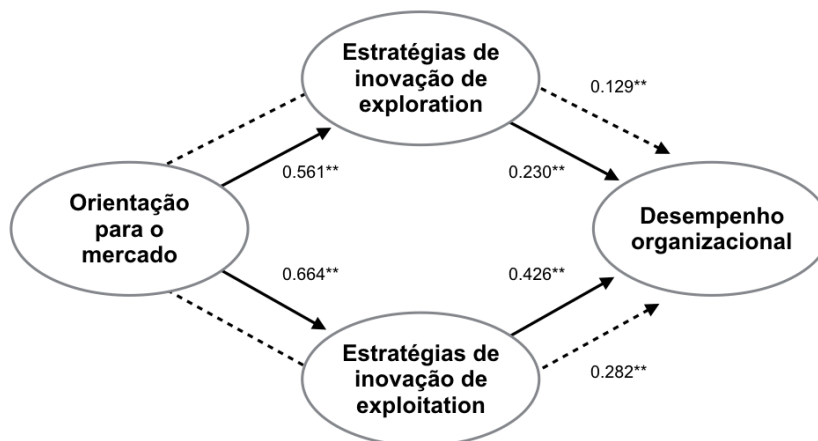 Estratégias de
inovação de
exploration
0.129**
0.561**
0.230**
Orientação
para o
mercado
Desempenho
organizacional
0.664**
0.426**
Estratégias de
inovação de
exploitation
0.282**